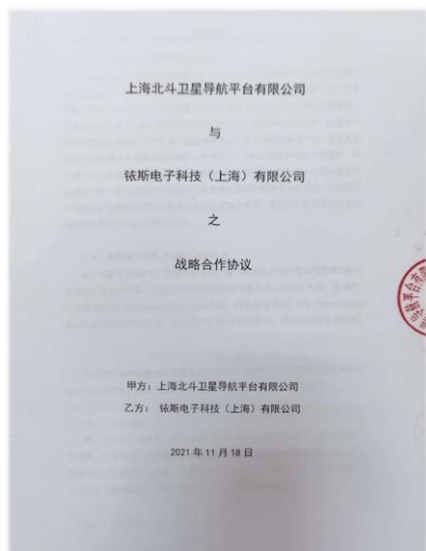 上海北斗卫星导航平台有限公司
与
铱斯电子科技（上海）有限公司
之
战略合作协议
甲方：上海北斗卫星导航平台有限公司
乙方： 铱斯电子科技（上海）有限公司
2021 年 11 月 18 日